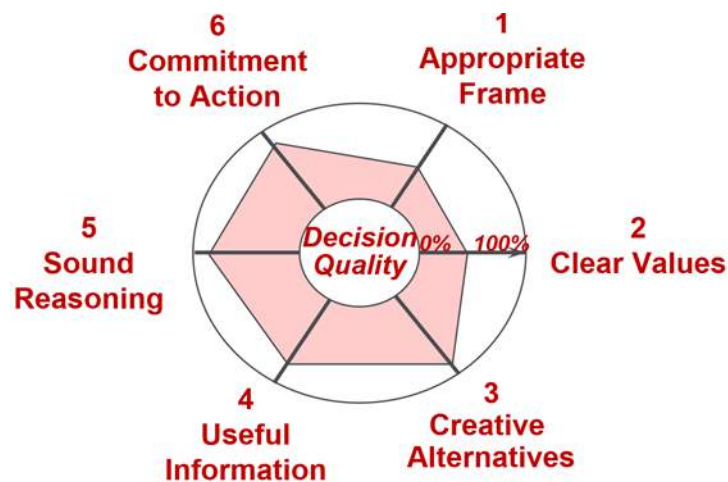 6
Commitment
to Action
1
Appropriate
Frame
5
Sound
Reasoning
Decision
Quality
0% 100%
2
Clear Values
4
Useful
Information
3
Creative
Alternatives